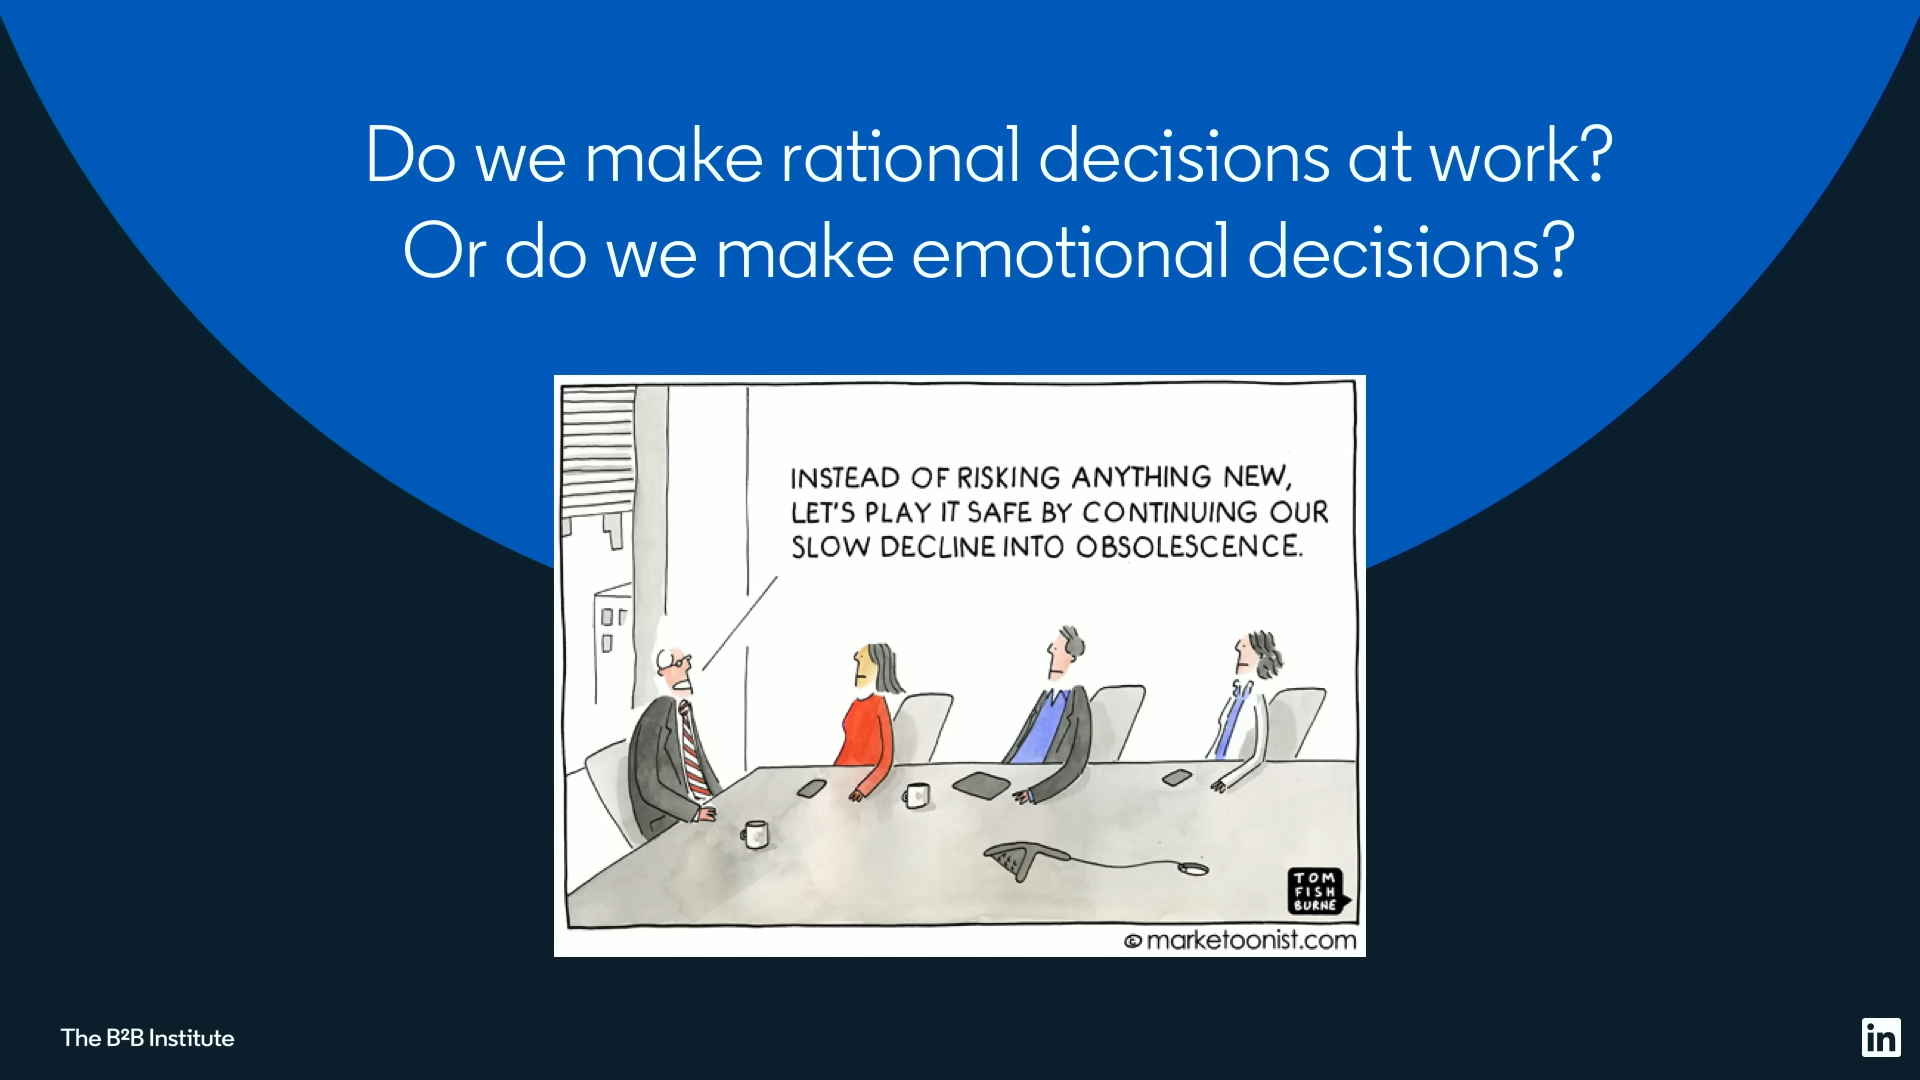 Do we make rational decisions at work?
Or do we make emotional decisions?
INSTEAD OF RISKING ANYTHING NEW,
LET'S PLAY IT SAFE BY CONTINUING OUR
SLOW DECLINE INTO OBSOLESCENCE.
TOM
FISH
BURNE
© marketoonist.com
The B²B Institute
in